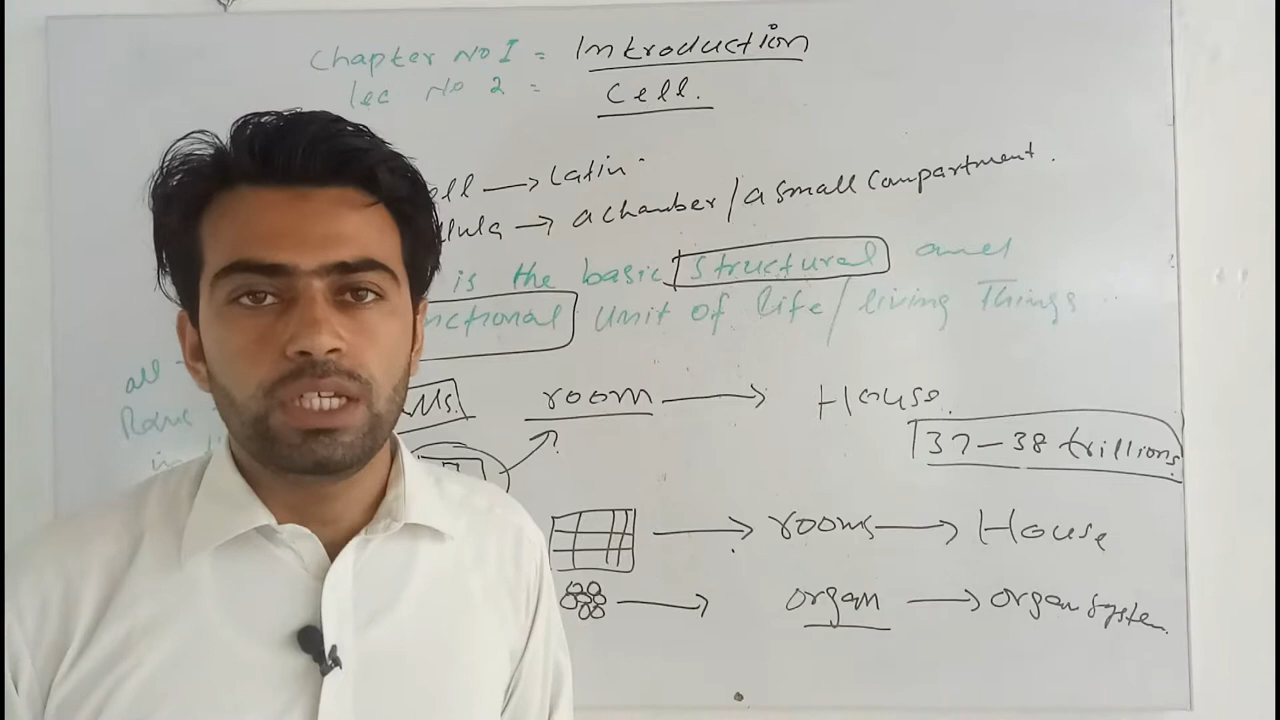 Chapter No I = Introduction
lec No 2 = Cell.
ell → Latin
llula → a chamber / a small compartment.
is the basic structural and
nctional Unit of life / living Things
all
room → House.
37-38 trillions
→ rooms → House
→ organ → organ system.